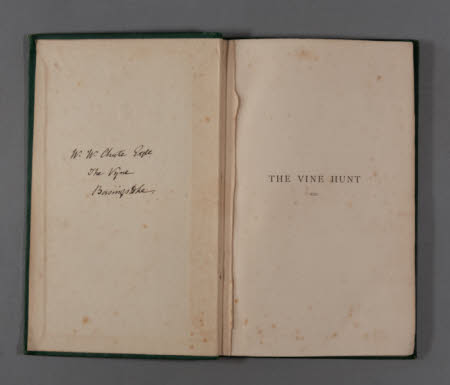 W. W. Chute Esqr
The Vyne
Basingstoke.
THE VINE HUNT